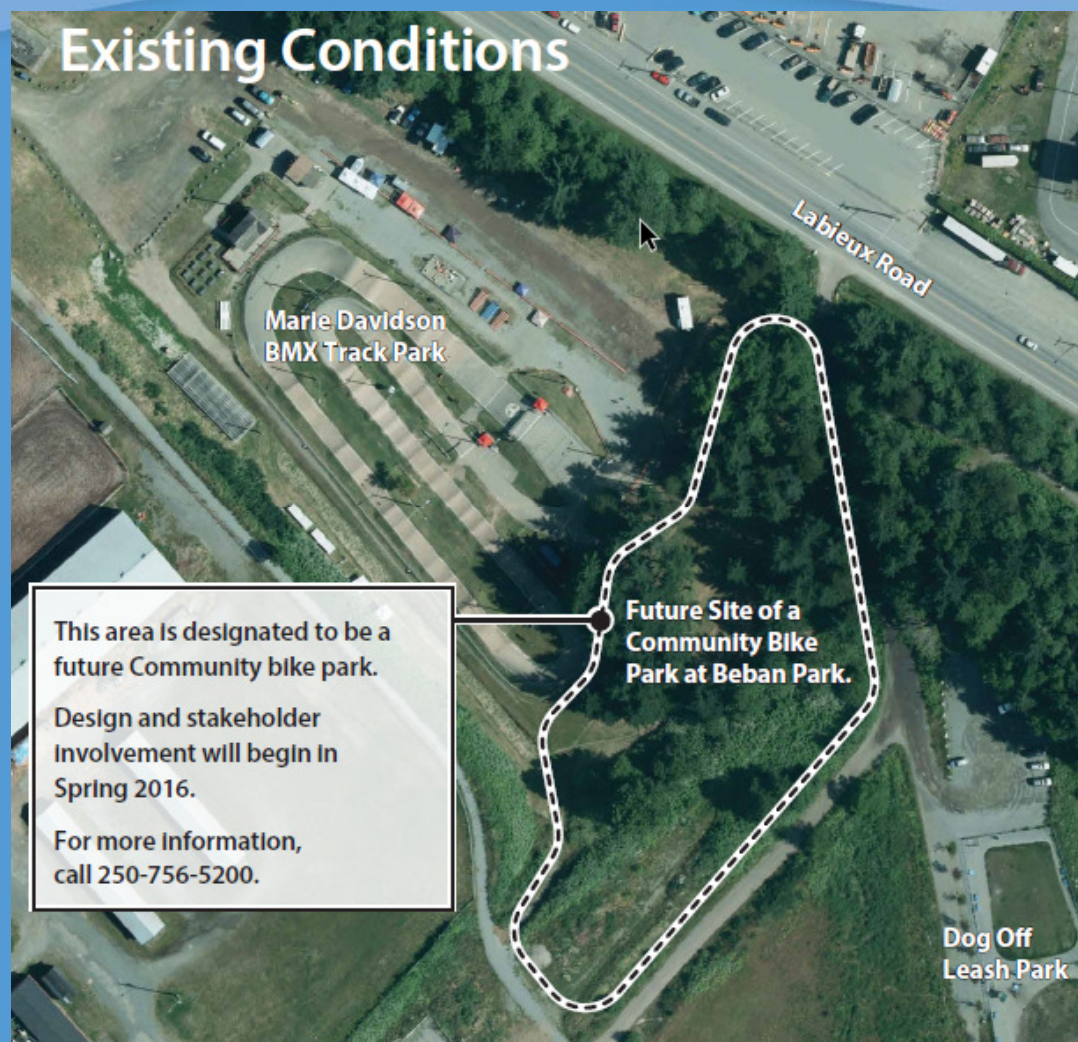 Existing Conditions
Labieux Road
Marie Davidson
BMX Track Park
This area is designated to be a
future Community bike park.
Design and stakeholder
involvement will begin in
Spring 2016.
For more information,
call 250-756-5200.
Future Site of a
Community Bike
Park at Beban Park.
Dog Off
Leash Park